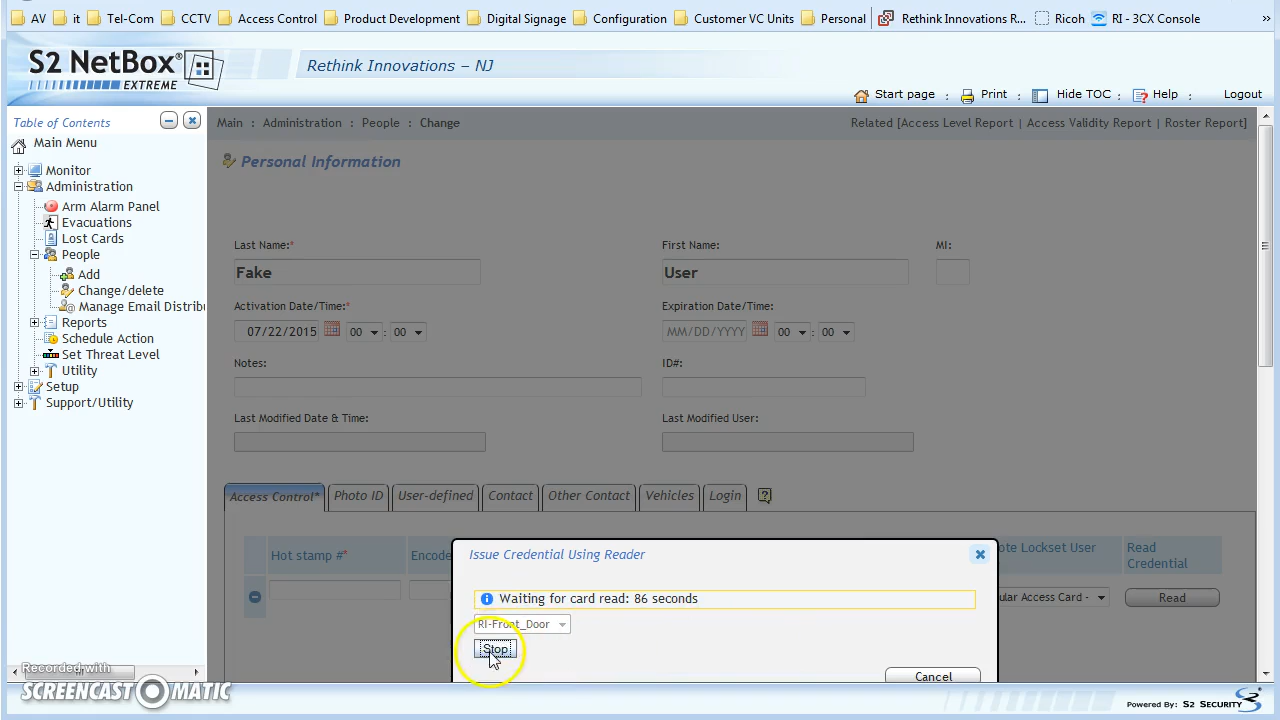 AV it Tel-Com CCTV Access Control Product Development Digital Signage Configuration Customer VC Units Personal Rethink Innovations R... Ricoh RI - 3CX Console »
S2 NetBox®
EXTREME
Rethink Innovations – NJ
Start page : Print : Hide TOC : Help : Logout
Table of Contents
Main Menu
Monitor
Administration
Arm Alarm Panel
Evacuations
Lost Cards
People
Add
Change/delete
Manage Email Distribu
Reports
Schedule Action
Set Threat Level
Utility
Setup
Support/Utility
Main : Administration : People : Change
Related [Access Level Report | Access Validity Report | Roster Report]
Personal Information
Last Name:* First Name: MI:
Fake User
Activation Date/Time:* Expiration Date/Time:
07/22/2015 00 : 00 MM/DD/YYYY 00 : 00
Notes: ID#:
Last Modified Date & Time: Last Modified User:
Access Control* Photo ID User-defined Contact Other Contact Vehicles Login
Hot stamp #* Encode ote Lockset User Read Credential
ular Access Card - Read
Issue Credential Using Reader
Waiting for card read: 86 seconds
RI-Front_Door
Stop
Cancel
Recorded with
SCREENCAST-O-MATIC
Powered By: S2 SECURITY